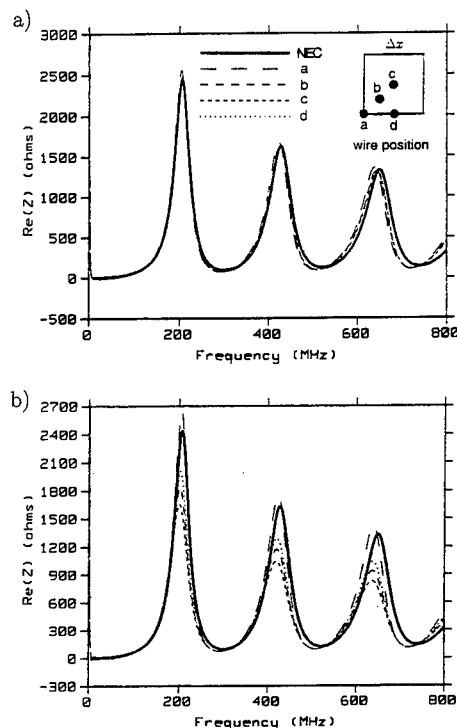 a)
3000
2500
2000
1500
1000
500
0
-500
Re(Z) (ohms)
NEC
a
b
c
d
Δx
c
b
a
d
wire position
0
200
400
600
800
Frequency (MHz)
b)
2700
2400
2100
1800
1500
1200
900
600
300
0
-300
Re(Z) (ohms)
0
200
400
600
800
Frequency (MHz)